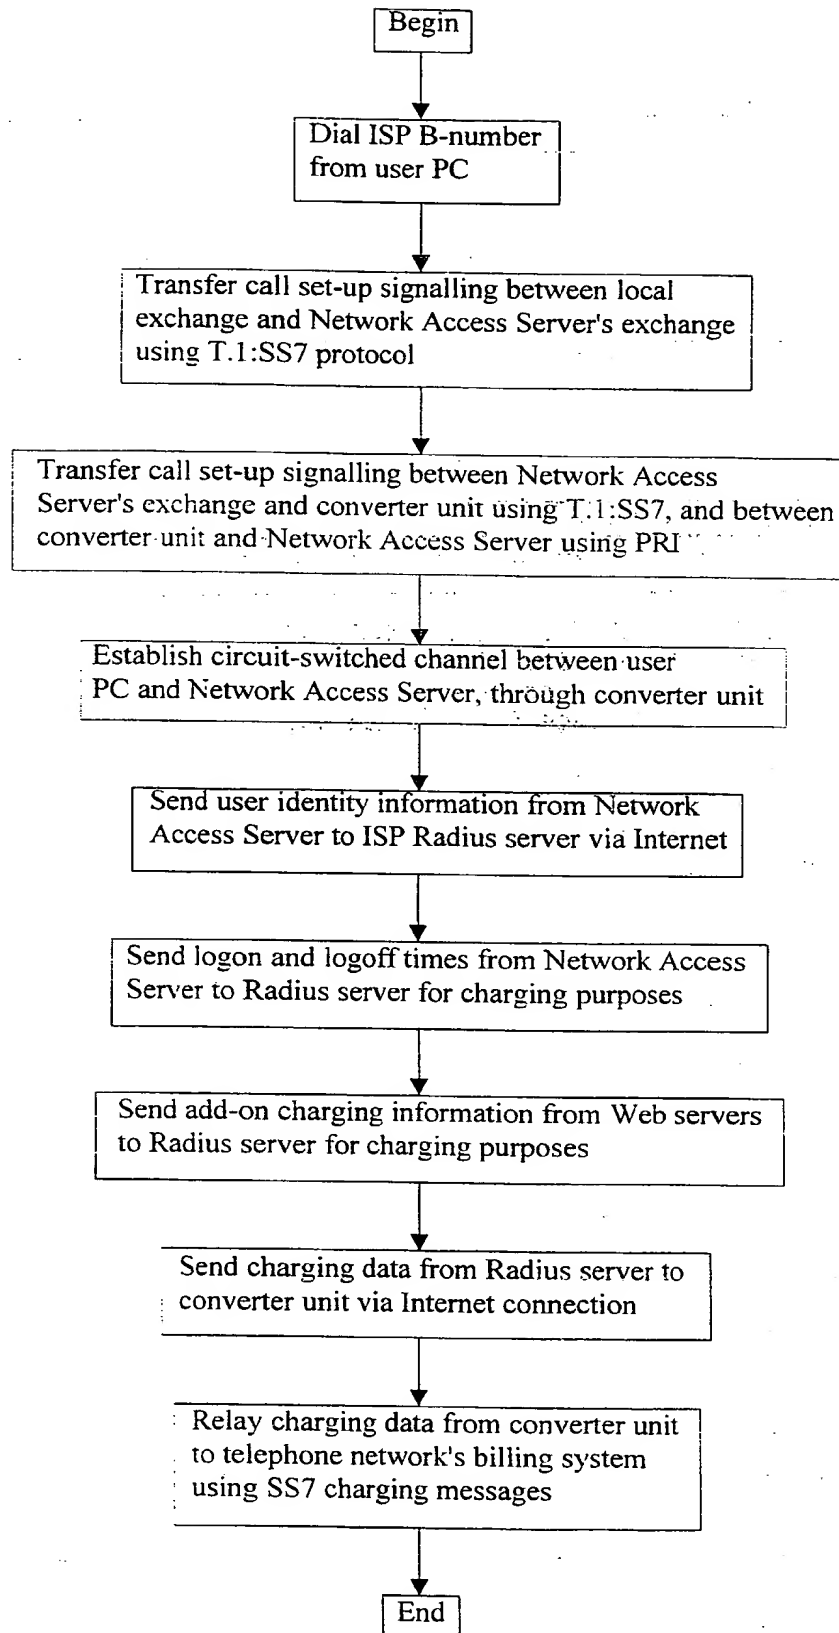 Begin
Dial ISP B-number
from user PC
Transfer call set-up signalling between local
exchange and Network Access Server's exchange
using T.1:SS7 protocol
Transfer call set-up signalling between Network Access
Server's exchange and converter unit using T.1:SS7, and between
converter unit and Network Access Server using PRI
Establish circuit-switched channel between user
PC and Network Access Server, through converter unit
Send user identity information from Network
Access Server to ISP Radius server via Internet
Send logon and logoff times from Network Access
Server to Radius server for charging purposes
Send add-on charging information from Web servers
to Radius server for charging purposes
Send charging data from Radius server to
converter unit via Internet connection
Relay charging data from converter unit
to telephone network's billing system
using SS7 charging messages
End